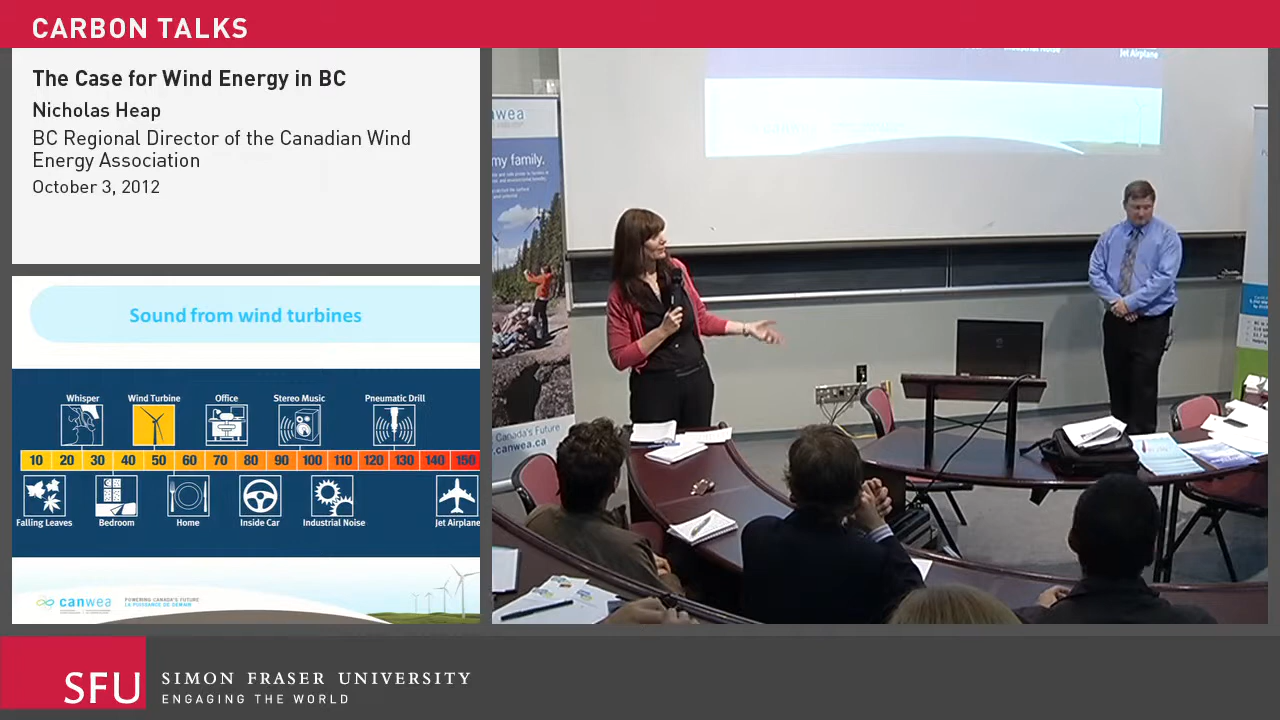 CARBON TALKS
The Case for Wind Energy in BC
Nicholas Heap
BC Regional Director of the Canadian Wind
Energy Association
October 3, 2012
Sound from wind turbines
Whisper Wind Turbine Office Stereo Music Pneumatic Drill
10 20 30 40 50 60 70 80 90 100 110 120 130 140 150
Falling Leaves Bedroom Home Inside Car Industrial Noise Jet Airplane
canwea
POWERING CANADA'S FUTURE
LA PUISSANCE DE DEMAIN
Jet Airplane
wea
my family.
Canada's Future
.canwea.ca
SFU
SIMON FRASER UNIVERSITY
ENGAGING THE WORLD